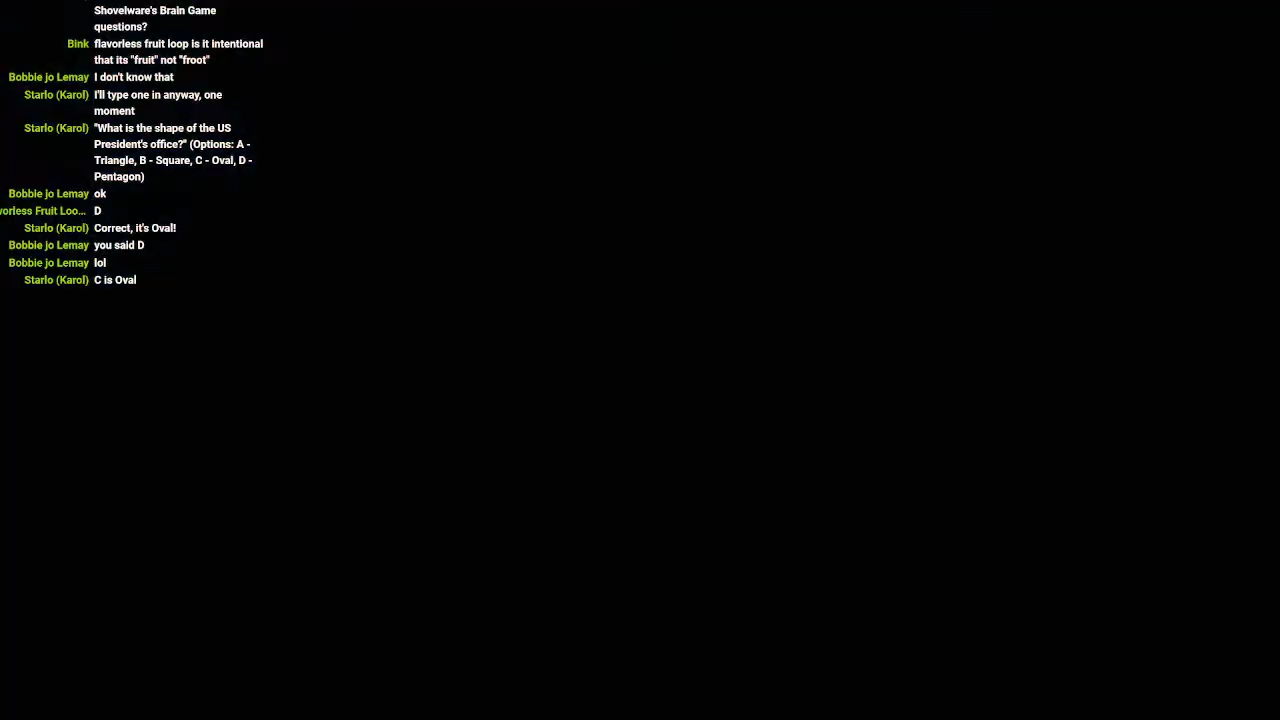 Shovelware's Brain Game
questions?
Bink flavorless fruit loop is it intentional
that its "fruit" not "froot"
Bobbie jo Lemay I don't know that
Starlo (Karol) I'll type one in anyway, one
moment
Starlo (Karol) "What is the shape of the US
President's office?" (Options: A -
Triangle, B - Square, C - Oval, D -
Pentagon)
Bobbie jo Lemay ok
vorless Fruit Loo... D
Starlo (Karol) Correct, it's Oval!
Bobbie jo Lemay you said D
Bobbie jo Lemay lol
Starlo (Karol) C is Oval